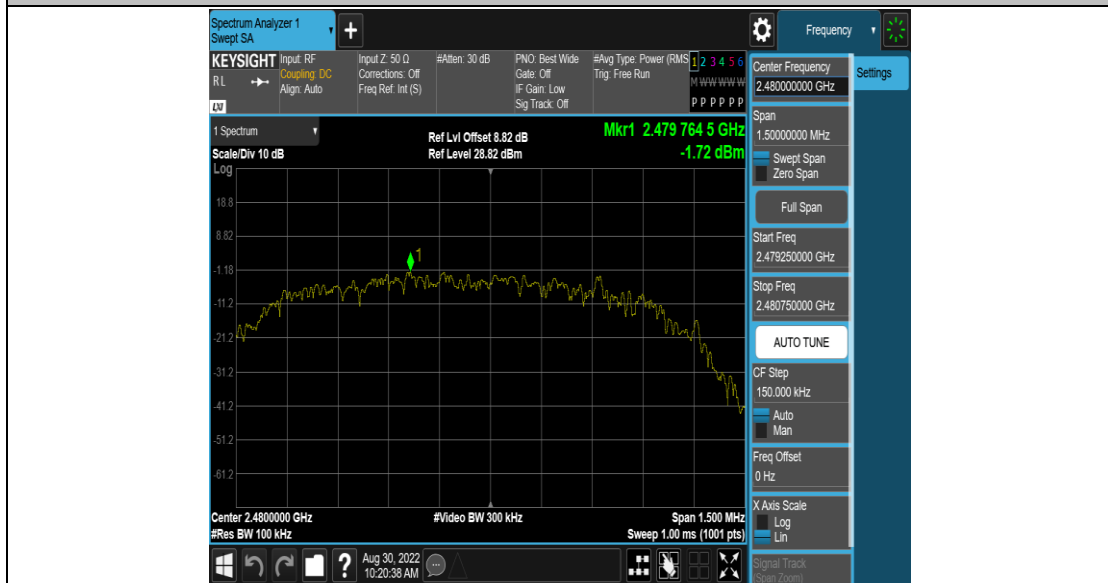 Spectrum Analyzer 1
Swept SA
+
Frequency
KEYSIGHT
RL
LXI
Input: RF
Coupling: DC
Align: Auto
Input Z: 50 Ω
Corrections: Off
Freq Ref: Int (S)
#Atten: 30 dB
PNO: Best Wide
Gate: Off
IF Gain: Low
Sig Track: Off
#Avg Type: Power (RMS
Trig: Free Run
1 2 3 4 5 6
M W W W W W
P P P P P P
1 Spectrum
Scale/Div 10 dB
Log
Ref Lvl Offset 8.82 dB
Ref Level 28.82 dBm
Mkr1 2.479 764 5 GHz
-1.72 dBm
18.8
8.82
-1.18
-11.2
-21.2
-31.2
-41.2
-51.2
-61.2
1
Center 2.4800000 GHz
#Res BW 100 kHz
#Video BW 300 kHz
Span 1.500 MHz
Sweep 1.00 ms (1001 pts)
Center Frequency
2.480000000 GHz
Settings
Span
1.50000000 MHz
Swept Span
Zero Span
Full Span
Start Freq
2.479250000 GHz
Stop Freq
2.480750000 GHz
AUTO TUNE
CF Step
150.000 kHz
Auto
Man
Freq Offset
0 Hz
X Axis Scale
Log
Lin
Signal Track
(Span Zoom)
?
Aug 30, 2022
10:20:38 AM